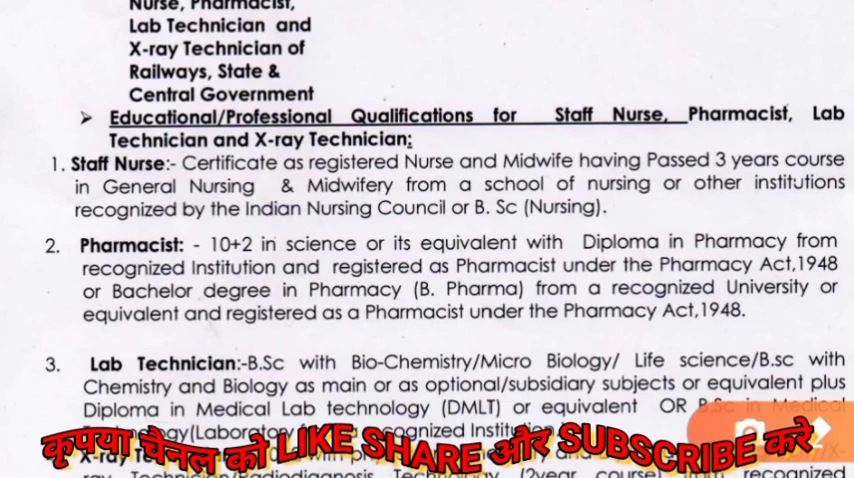 Nurse, Pharmacist,
Lab Technician and
X-ray Technician of
Railways, State &
Central Government
➢ Educational/Professional Qualifications for Staff Nurse, Pharmacist, Lab
Technician and X-ray Technician:
1. Staff Nurse:- Certificate as registered Nurse and Midwife having Passed 3 years course
in General Nursing & Midwifery from a school of nursing or other institutions
recognized by the Indian Nursing Council or B. Sc (Nursing).
2. Pharmacist: - 10+2 in science or its equivalent with Diploma in Pharmacy from
recognized Institution and registered as Pharmacist under the Pharmacy Act,1948
or Bachelor degree in Pharmacy (B. Pharma) from a recognized University or
equivalent and registered as a Pharmacist under the Pharmacy Act,1948.
3. Lab Technician:-B.Sc with Bio-Chemistry/Micro Biology/ Life science/B.sc with
Chemistry and Biology as main or as optional/subsidiary subjects or equivalent plus
Diploma in Medical Lab technology (DMLT) or equivalent OR B.Sc in Medical
कृपया चैनल को LIKE SHARE और SUBSCRIBE करे
(2year course) from recognized